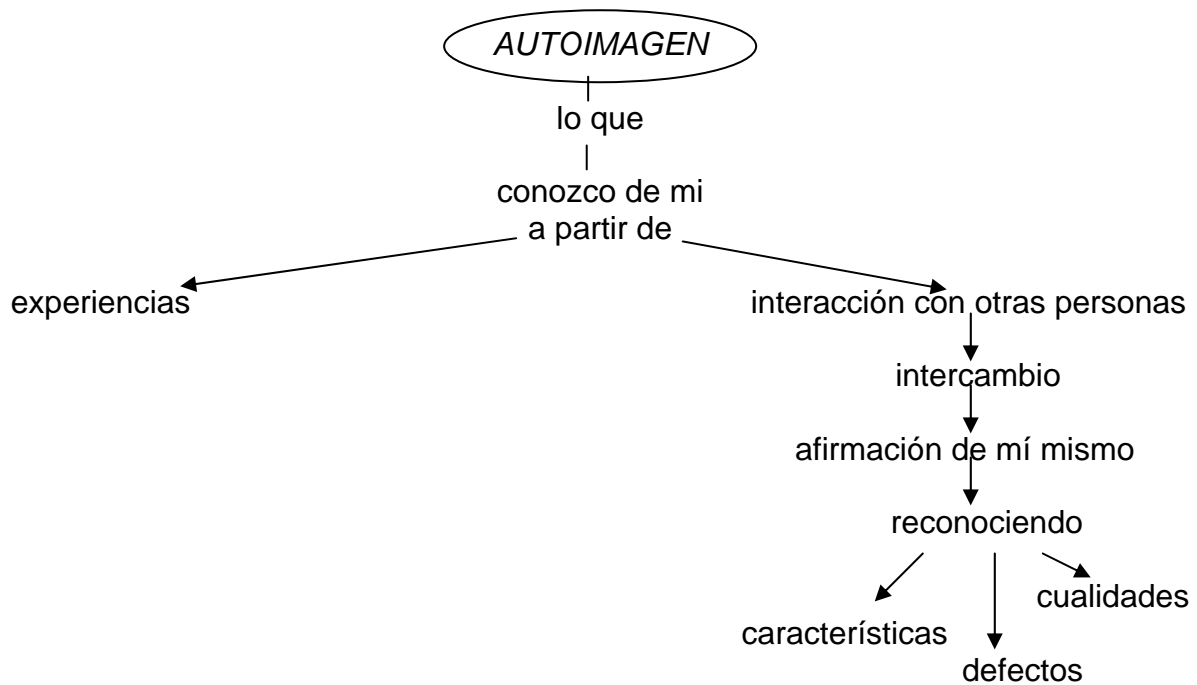 AUTOIMAGEN
lo que
conozco de mi
a partir de
experiencias
interacción con otras personas
intercambio
afirmación de mí mismo
reconociendo
cualidades
características
defectos